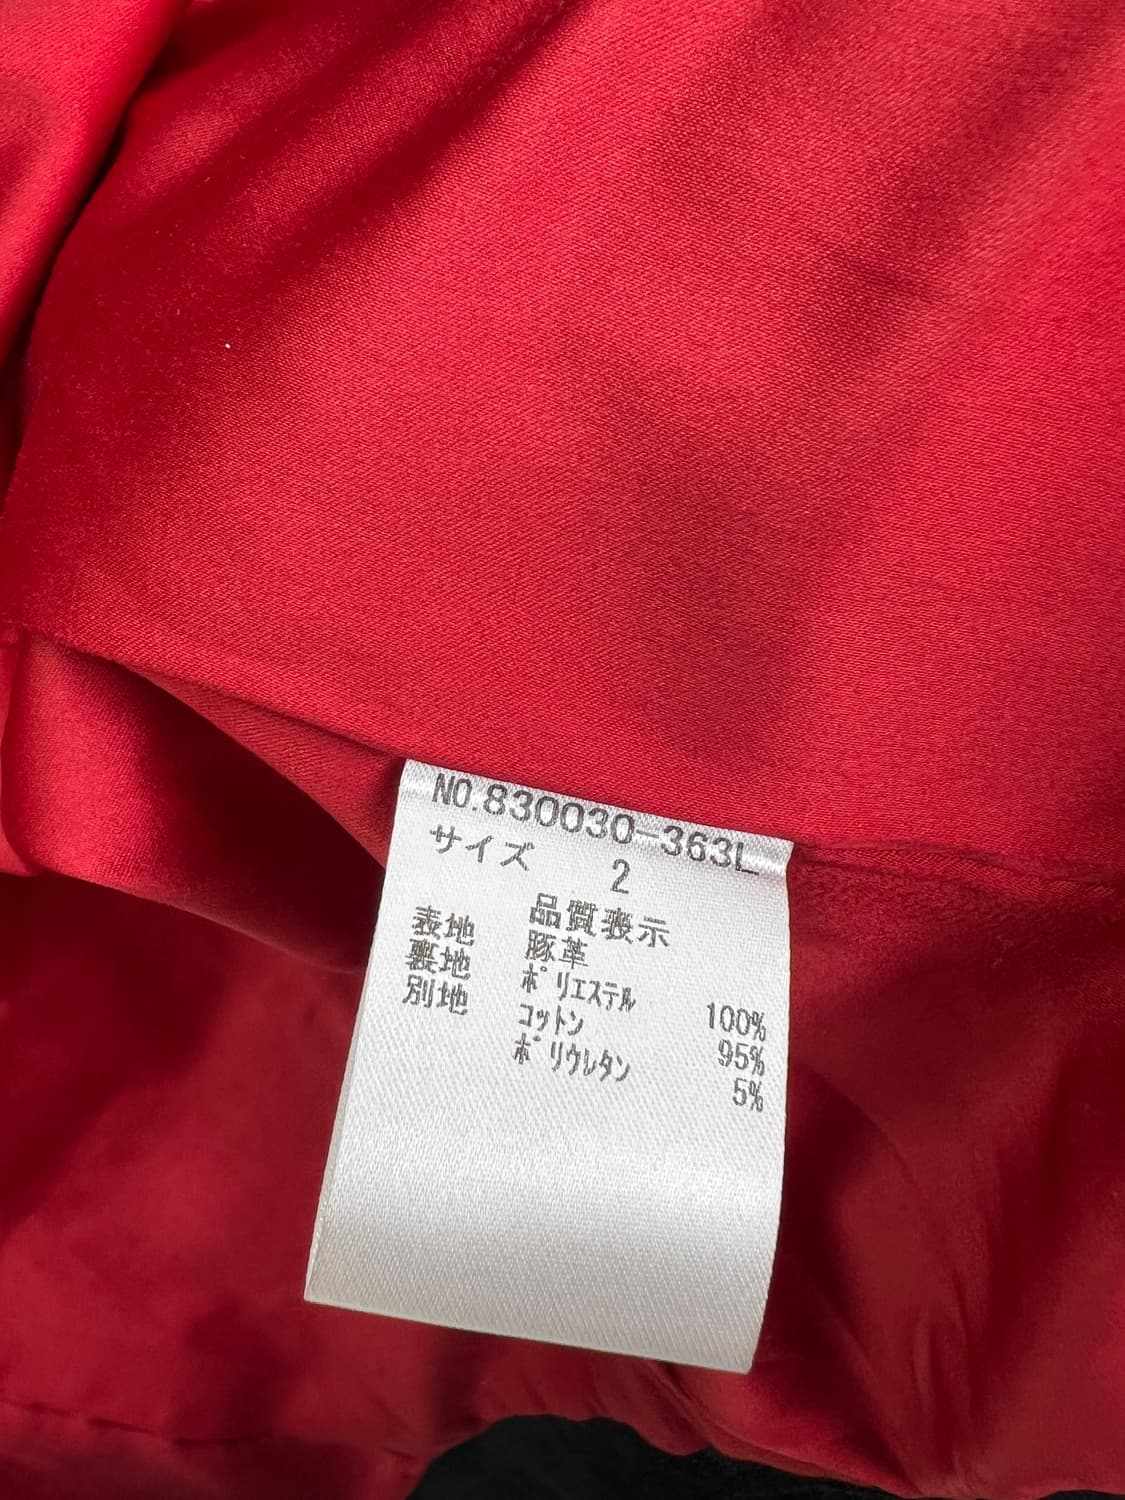 NO.830030-363L
サイズ 2
品質表示
表地 豚革
裏地 ポリエステル 100%
別地 コットン 95%
ポリウレタン 5%